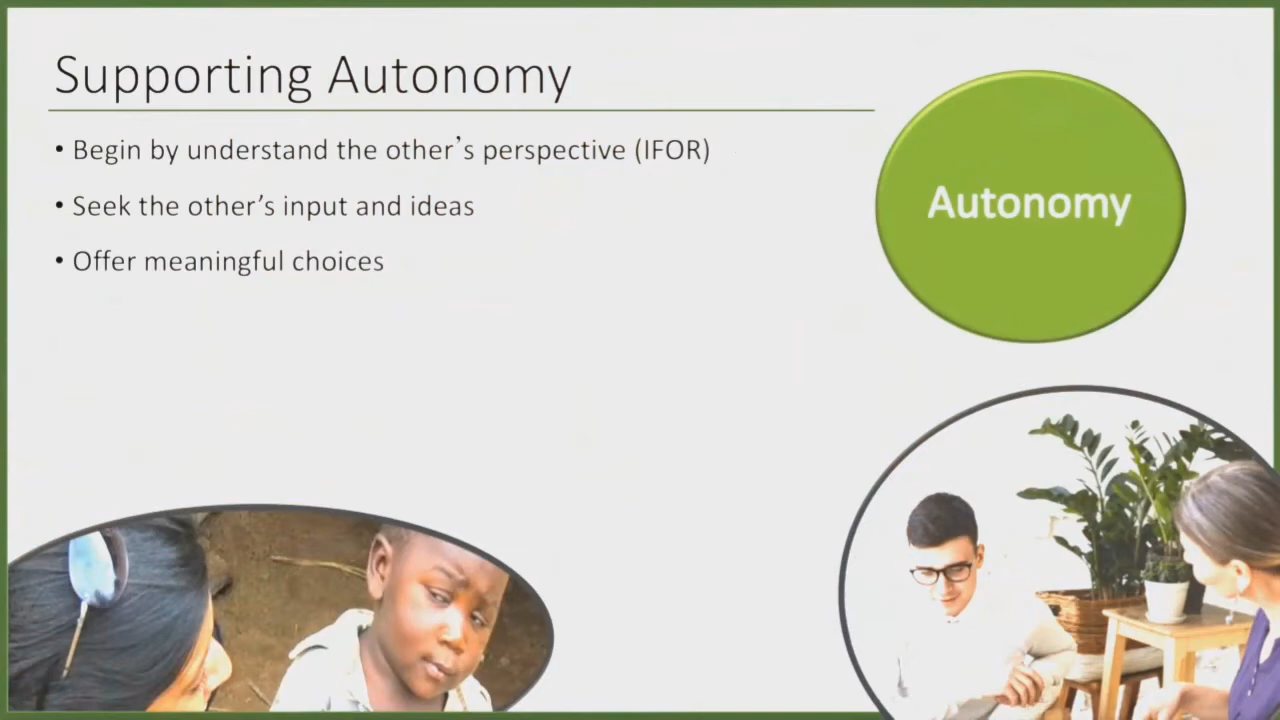 Supporting Autonomy
• Begin by understand the other's perspective (IFOR)
• Seek the other's input and ideas
• Offer meaningful choices
Autonomy